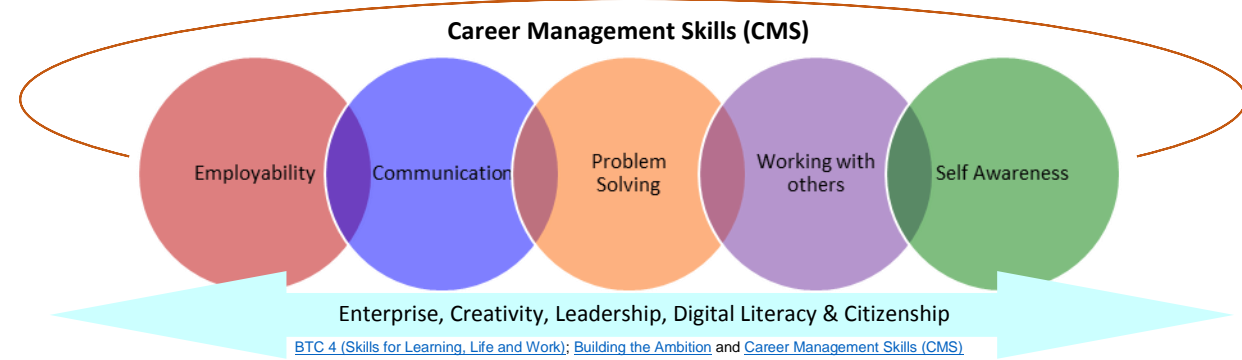 Career Management Skills (CMS)
Employability
Communication
Problem
Solving
Working with
others
Self Awareness
Enterprise, Creativity, Leadership, Digital Literacy & Citizenship
BTC 4 (Skills for Learning, Life and Work); Building the Ambition and Career Management Skills (CMS)